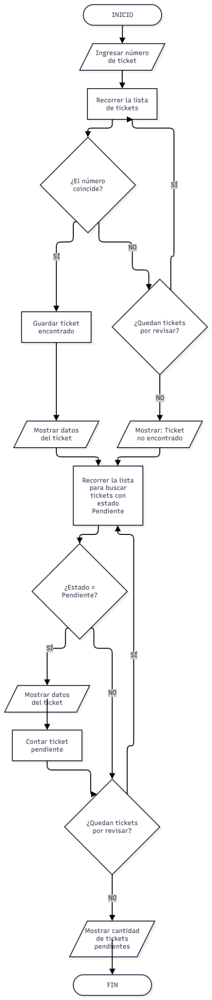 INICIO
Ingresar número
de ticket
Recorrer la lista
de tickets
¿El número
coincide?
SÍ
SÍ
NO
Guardar ticket
encontrado
¿Quedan tickets
por revisar?
NO
Mostrar datos
del ticket
Mostrar: Ticket
no encontrado
Recorrer la lista
para buscar
tickets con
estado
Pendiente
¿Estado =
Pendiente?
SÍ
SÍ
NO
Mostrar datos
del ticket
Contar ticket
pendiente
¿Quedan tickets
por revisar?
NO
Mostrar cantidad
de tickets
pendientes
FIN